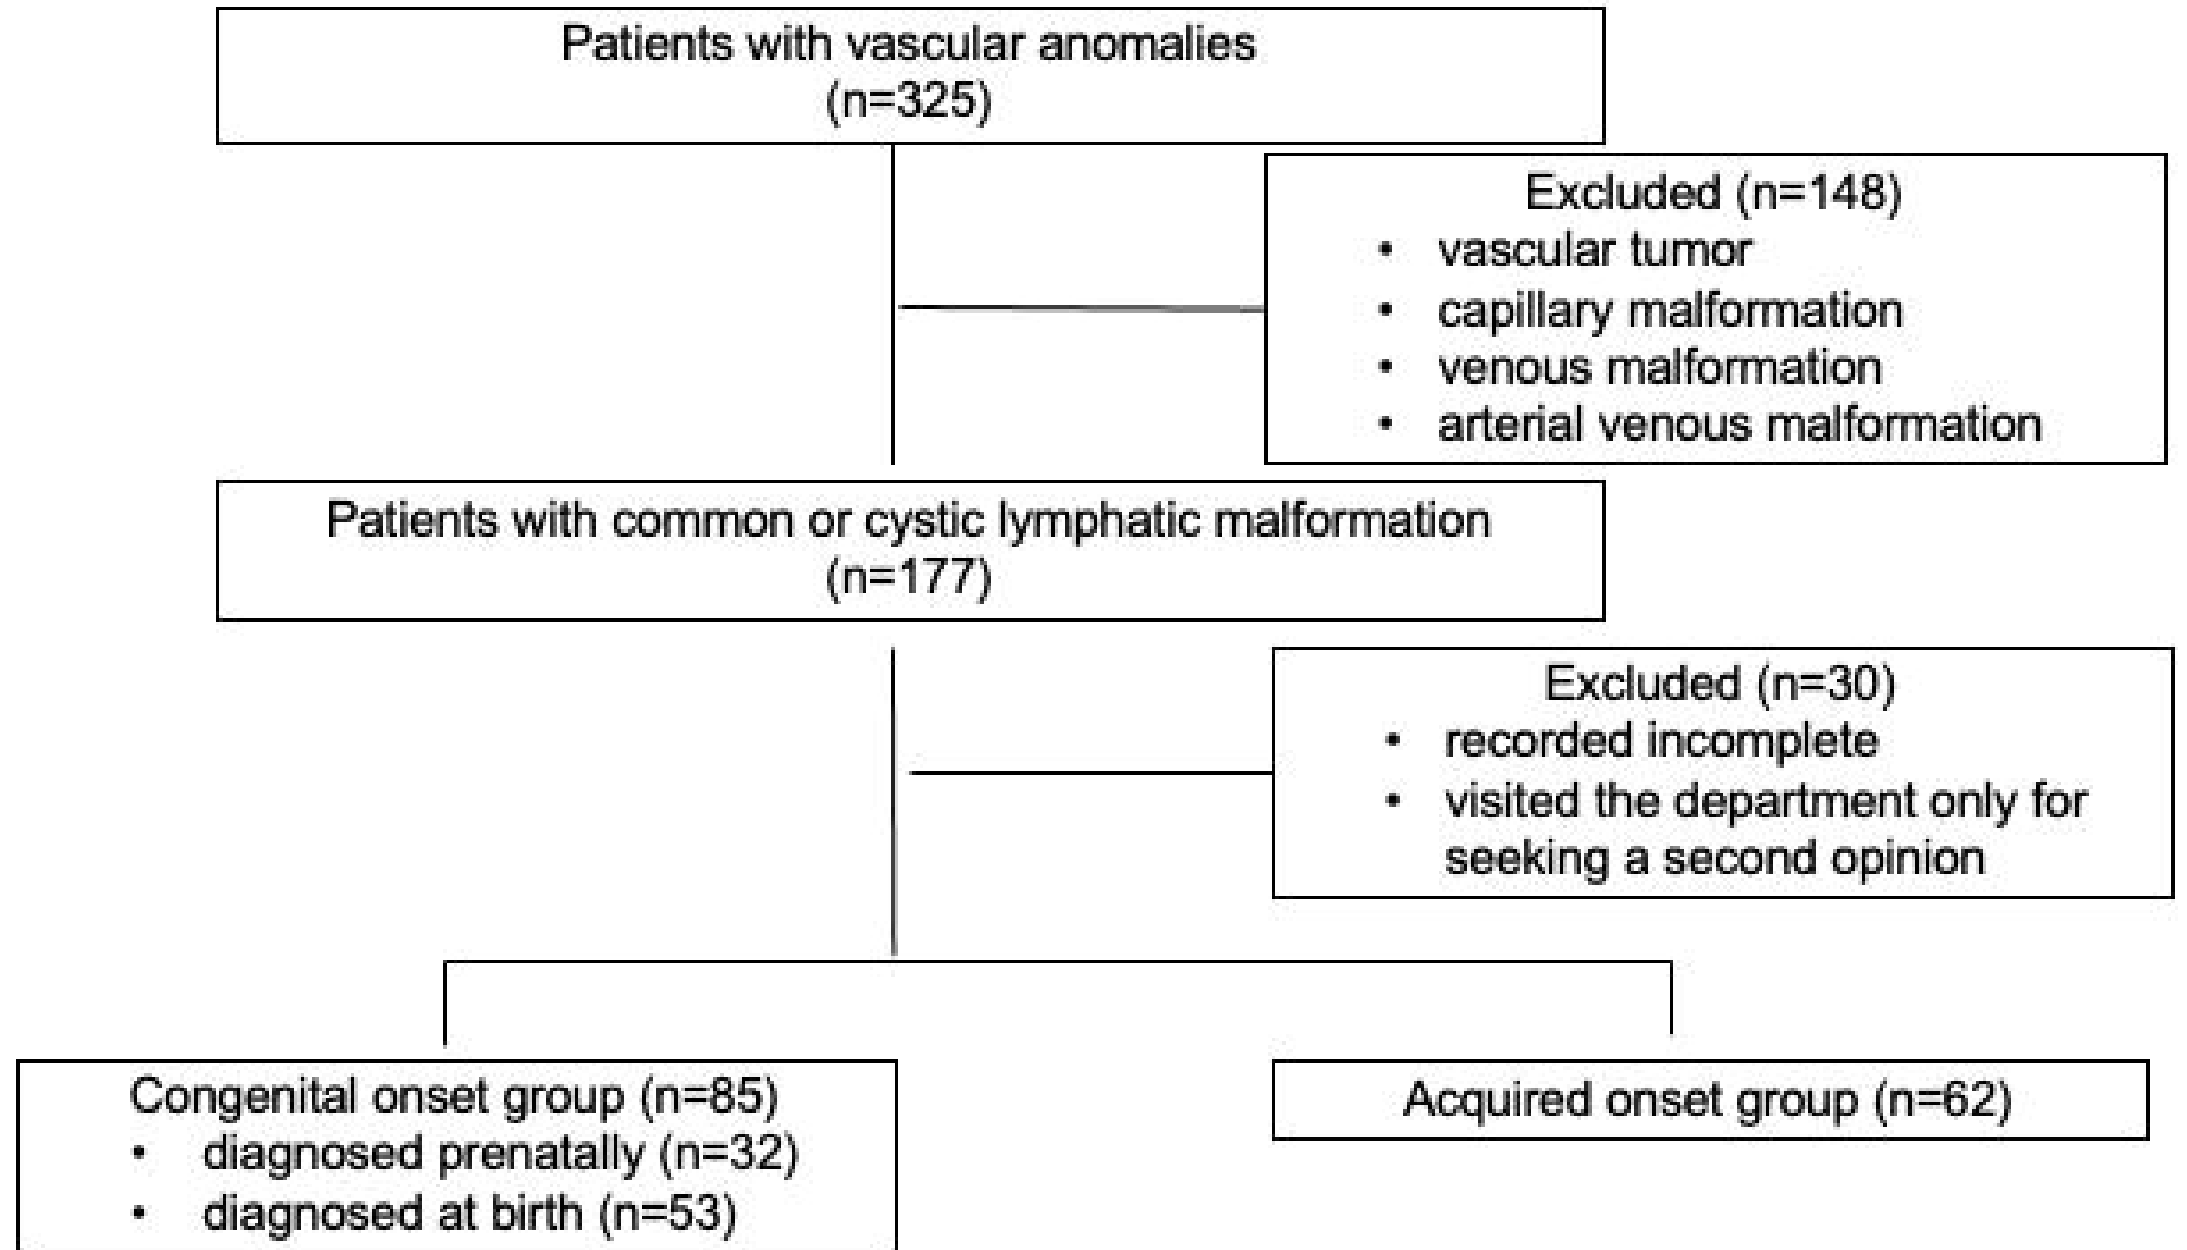 Patients with vascular anomalies
(n=325)
Excluded (n=148)
• vascular tumor
• capillary malformation
• venous malformation
• arterial venous malformation
Patients with common or cystic lymphatic malformation
(n=177)
Excluded (n=30)
• recorded incomplete
• visited the department only for
seeking a second opinion
Congenital onset group (n=85)
• diagnosed prenatally (n=32)
• diagnosed at birth (n=53)
Acquired onset group (n=62)